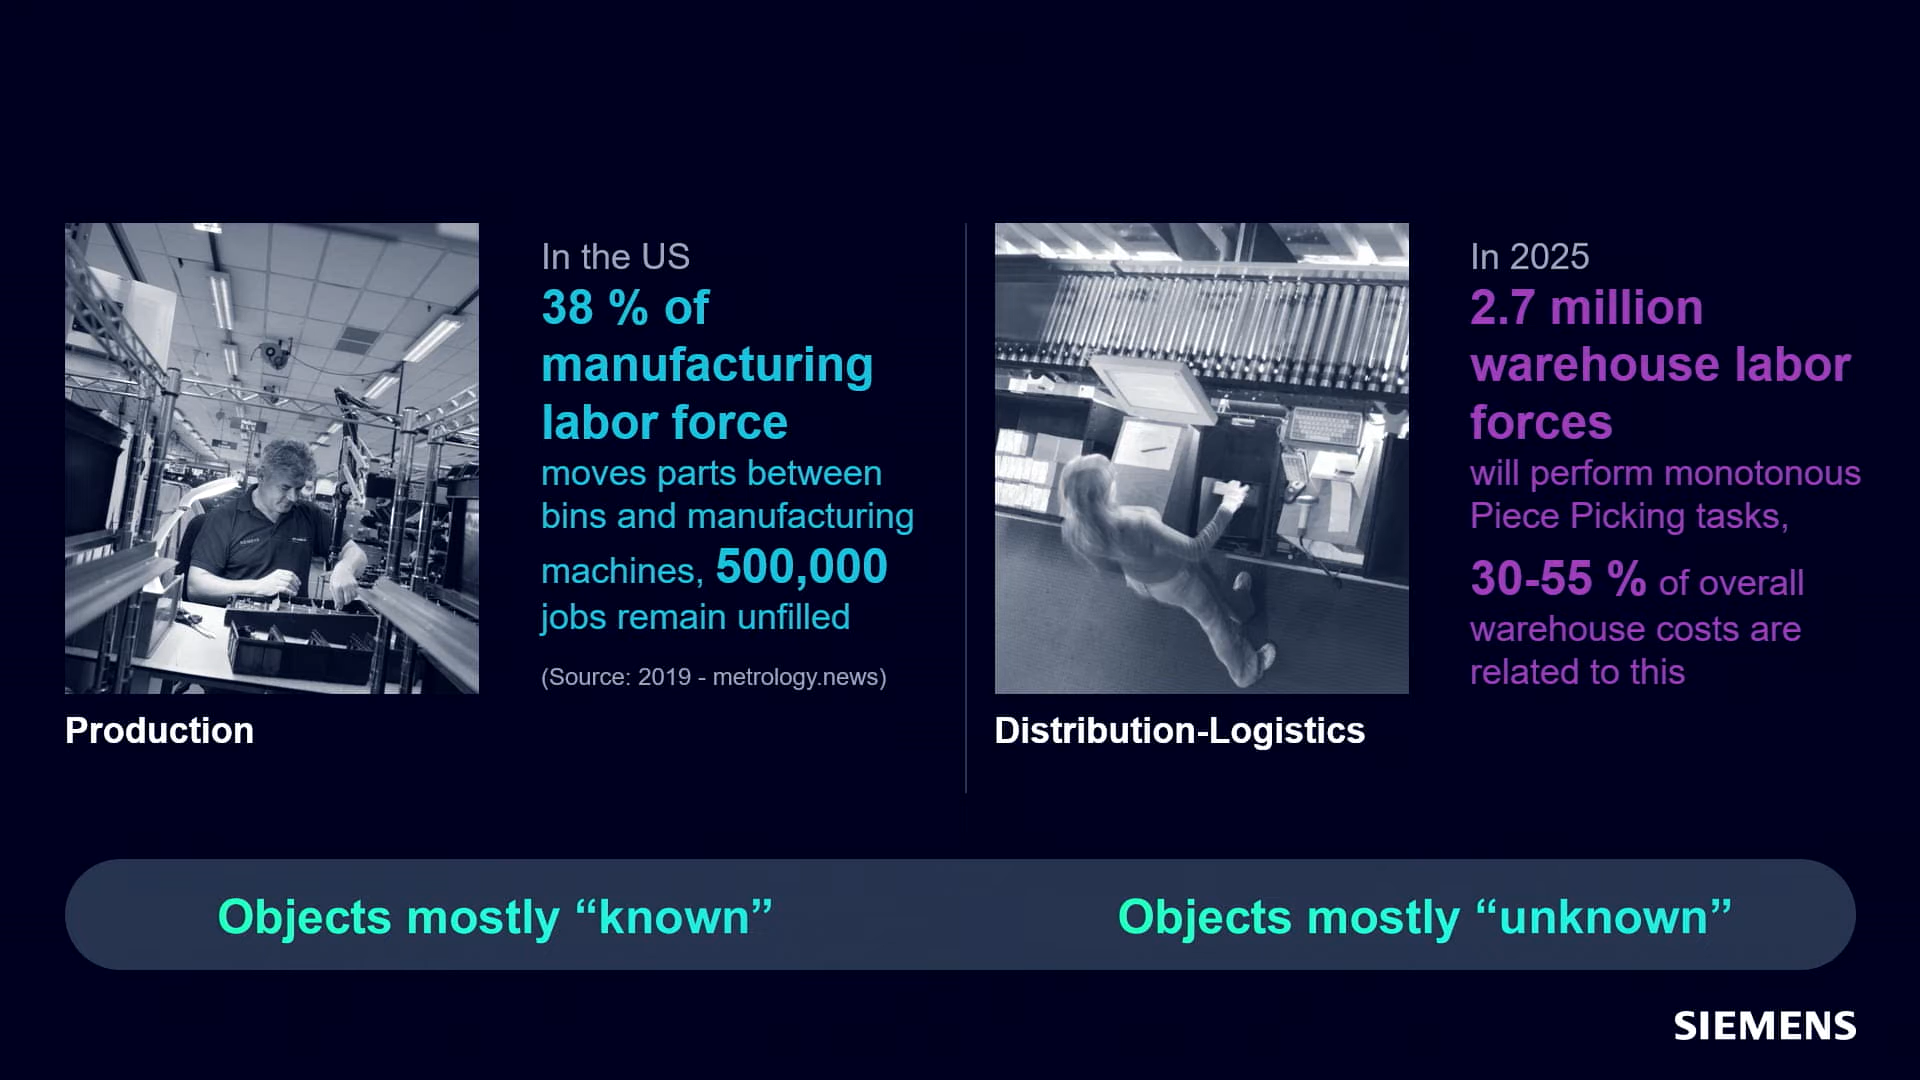 In the US
38 % of
manufacturing
labor force
moves parts between
bins and manufacturing
machines, 500,000
jobs remain unfilled
(Source: 2019 - metrology.news)
Production
In 2025
2.7 million
warehouse labor
forces
will perform monotonous
Piece Picking tasks,
30-55 % of overall
warehouse costs are
related to this
Distribution-Logistics
Objects mostly “known”
Objects mostly “unknown”
SIEMENS